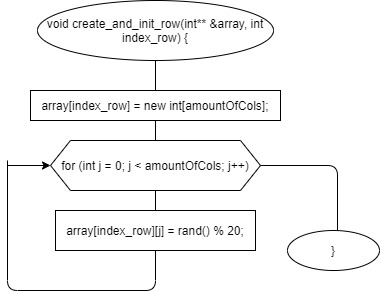 void create_and_init_row(int** &array, int
index_row) {
array[index_row] = new int[amountOfCols];
for (int j = 0; j < amountOfCols; j++)
array[index_row][j] = rand() % 20;
}